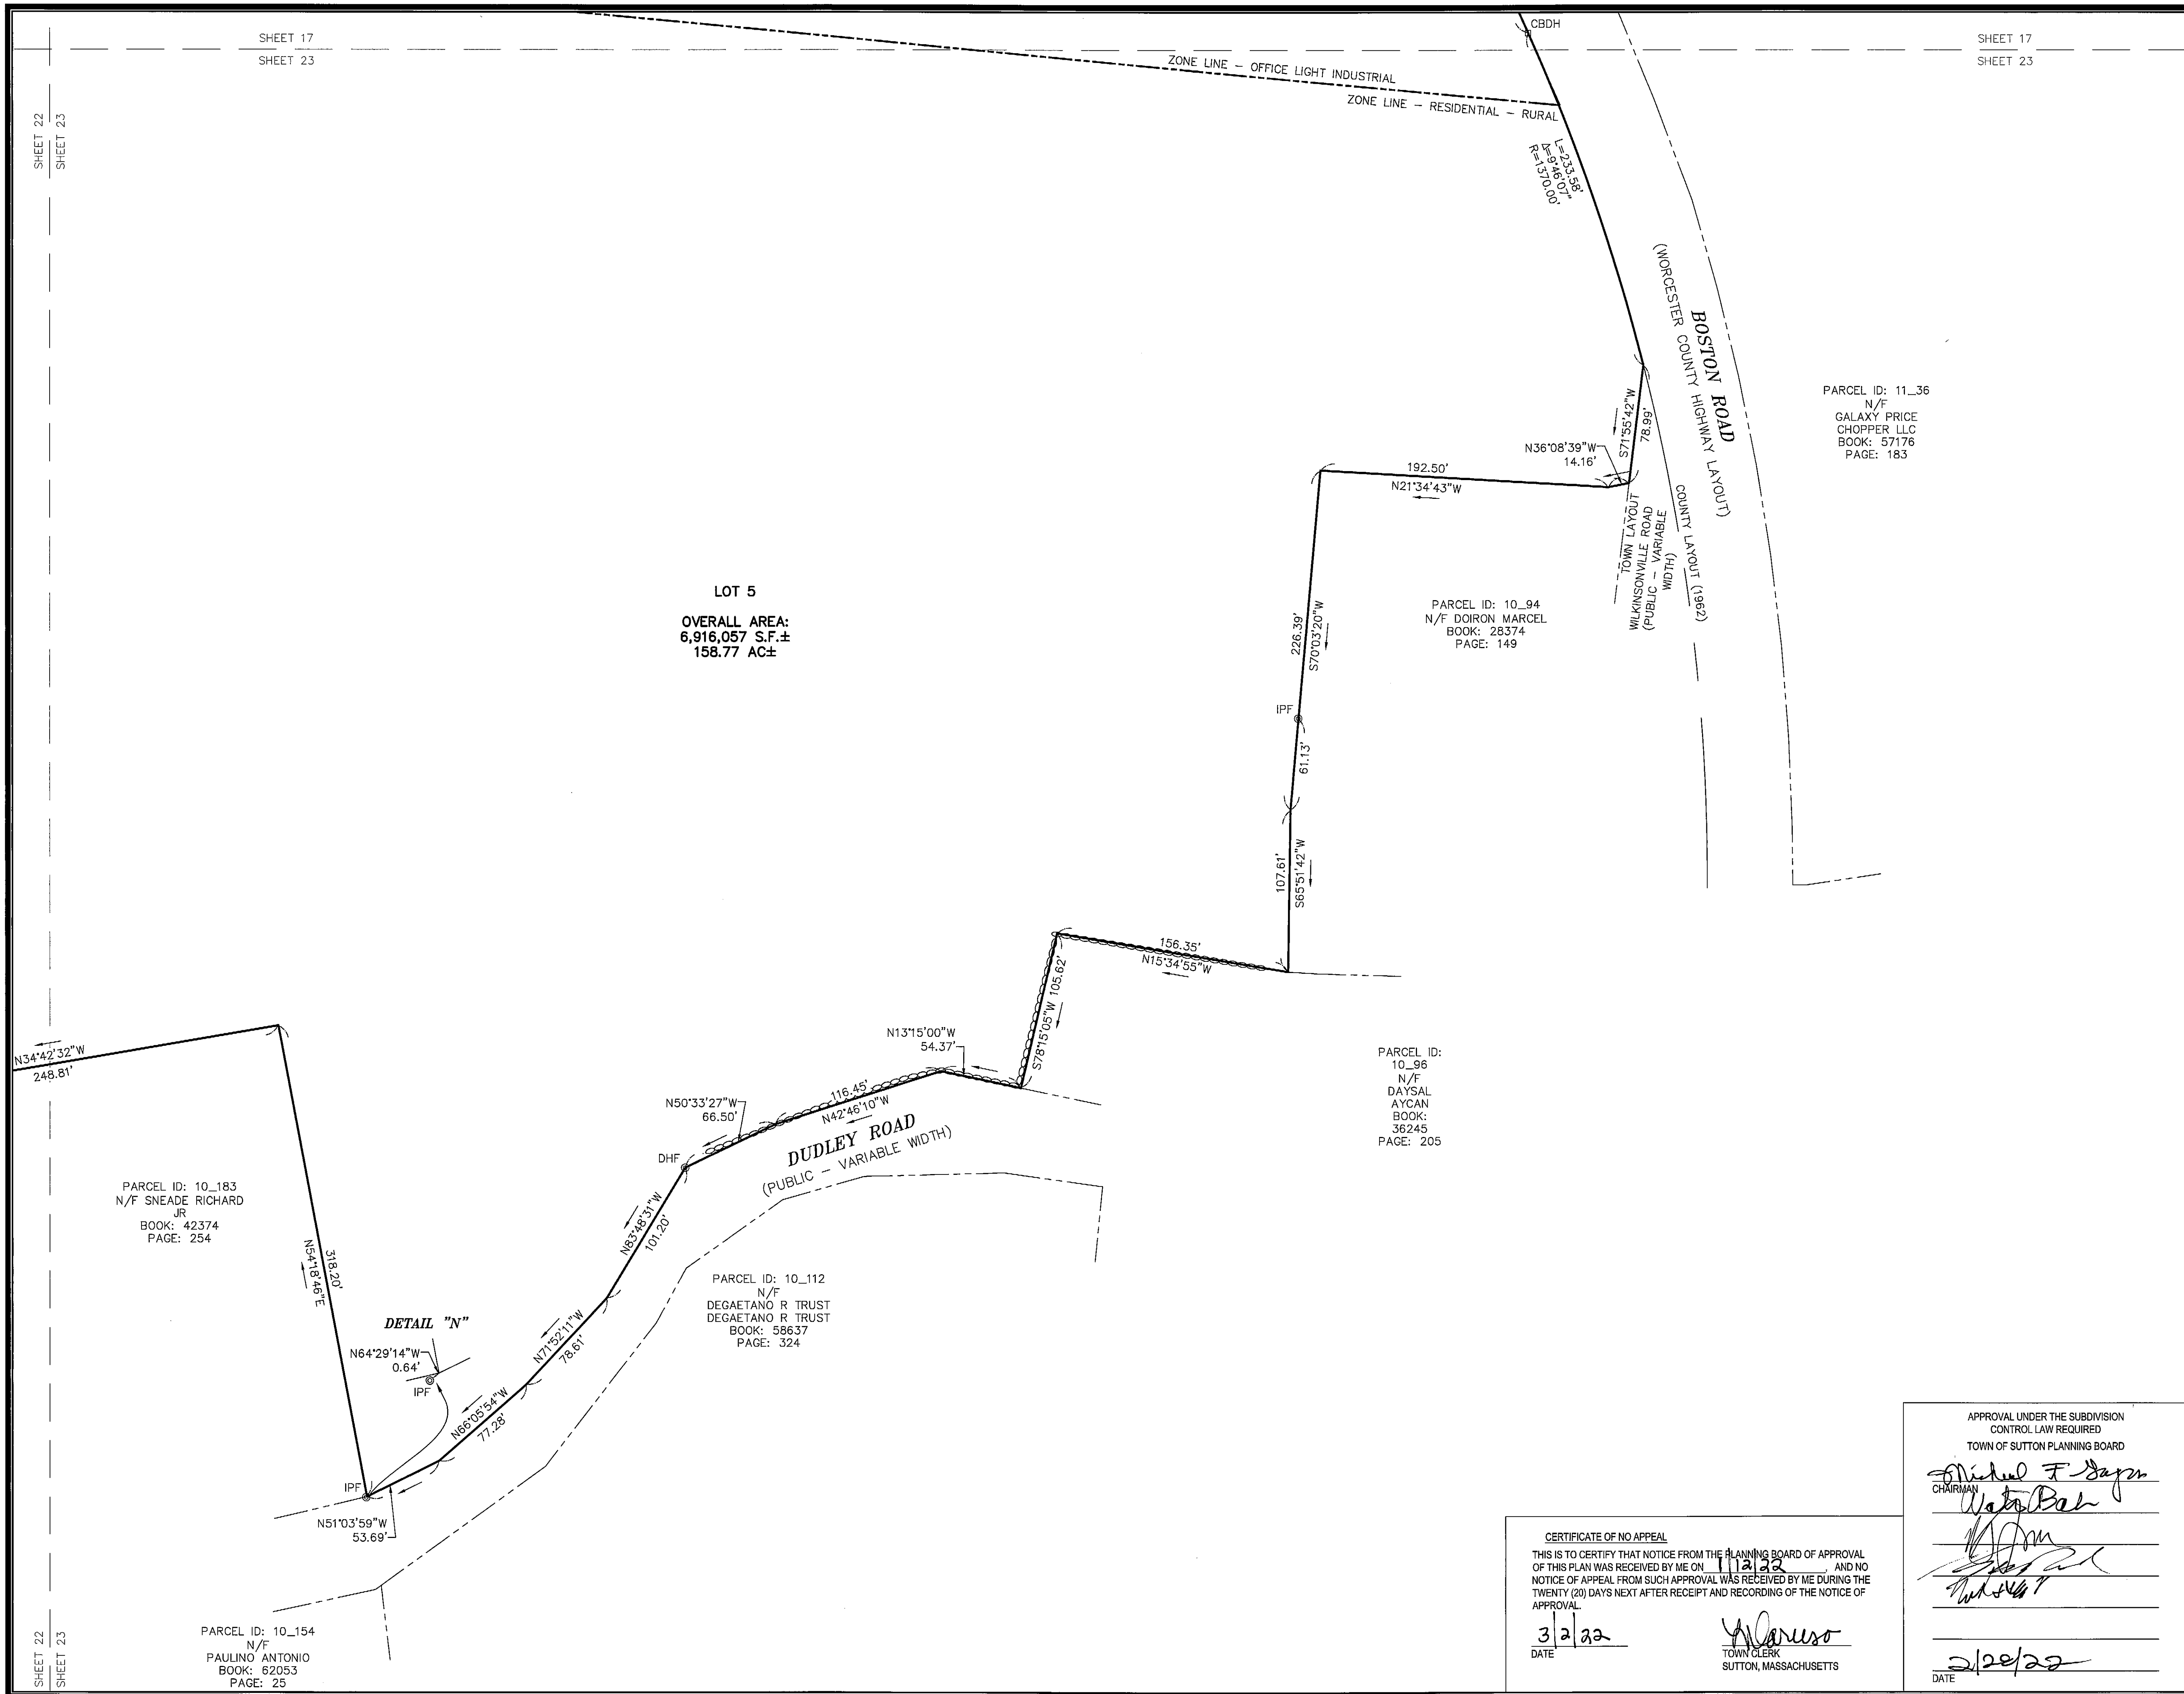 SHEET 17
SHEET 23
SHEET 17
SHEET 23
SHEET 22
SHEET 23
CBDH
ZONE LINE – OFFICE LIGHT INDUSTRIAL
ZONE LINE – RESIDENTIAL – RURAL
L=233.58'
Δ=9°46'07"
R=1370.00'
BOSTON ROAD
(WORCESTER COUNTY HIGHWAY LAYOUT)
PARCEL ID: 11_36
N/F
GALAXY PRICE
CHOPPER LLC
BOOK: 57176
PAGE: 183
S71°55'42"W
78.99'
N36°08'39"W
14.16'
192.50'
N21°34'43"W
TOWN LAYOUT
WILKINSONVILLE ROAD
(PUBLIC – VARIABLE
WIDTH)
COUNTY LAYOUT (1962)
LOT 5
OVERALL AREA:
6,916,057 S.F.±
158.77 AC±
226.39'
S70°03'20"W
PARCEL ID: 10_94
N/F DOIRON MARCEL
BOOK: 28374
PAGE: 149
IPF
61.13'
107.61'
S65°51'42"W
156.35'
N15°34'55"W
S78°15'05"W 105.62'
N13°15'00"W
54.37'
N34°42'32"W
248.81'
116.45'
N42°46'10"W
N50°33'27"W
66.50'
DUDLEY ROAD
(PUBLIC – VARIABLE WIDTH)
DHF
PARCEL ID:
10_96
N/F
DAYSAL
AYCAN
BOOK:
36245
PAGE: 205
PARCEL ID: 10_183
N/F SNEADE RICHARD
JR
BOOK: 42374
PAGE: 254
318.20'
N54°18'46"E
N83°48'31"W
101.20'
PARCEL ID: 10_112
N/F
DEGAETANO R TRUST
DEGAETANO R TRUST
BOOK: 58637
PAGE: 324
DETAIL "N"
N64°29'14"W
0.64'
IPF
N71°52'11"W
78.61'
N66°05'54"W
77.28'
IPF
N51°03'59"W
53.69'
PARCEL ID: 10_154
N/F
PAULINO ANTONIO
BOOK: 62053
PAGE: 25
SHEET 22
SHEET 23
CERTIFICATE OF NO APPEAL
THIS IS TO CERTIFY THAT NOTICE FROM THE PLANNING BOARD OF APPROVAL
OF THIS PLAN WAS RECEIVED BY ME ON 1/12/22, AND NO
NOTICE OF APPEAL FROM SUCH APPROVAL WAS RECEIVED BY ME DURING THE
TWENTY (20) DAYS NEXT AFTER RECEIPT AND RECORDING OF THE NOTICE OF
APPROVAL.
3/2/22
DATE
TOWN CLERK
SUTTON, MASSACHUSETTS
APPROVAL UNDER THE SUBDIVISION
CONTROL LAW REQUIRED
TOWN OF SUTTON PLANNING BOARD
CHAIRMAN
2/28/22
DATE